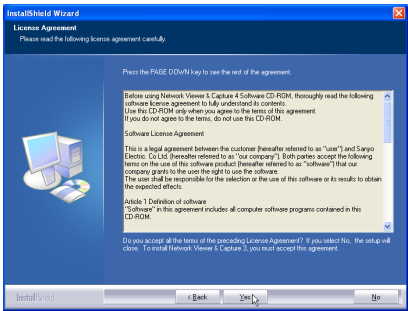 InstallShield Wizard
License Agreement
Please read the following license agreement carefully.
Press the PAGE DOWN key to see the rest of the agreement.
Before using Network Viewer & Capture 4 Software CD-ROM, thoroughly read the following
software license agreement to fully understand its contents.
Use this CD-ROM only when you agree to the terms of this agreement.
If you do not agree to the terms, do not use this CD-ROM.
Software License Agreement
This is a legal agreement between the customer (hereafter referred to as "user") and Sanyo
Electric. Co Ltd. (hereafter referred to as "our company"). Both parties accept the following
terms on the use of this software product (hereafter referred to as "software") that our
company grants to the user the right to use the software.
The user shall be responsible for the selection or the use of this software or its results to obtain
the expected effects.
Article 1 Definition of software
"Software" in this agreement includes all computer software programs contained in this
CD-ROM.
Do you accept all the terms of the preceding License Agreement? If you select No, the setup will
close. To install Network Viewer & Capture 3, you must accept this agreement.
InstallShield
< Back
Yes
No